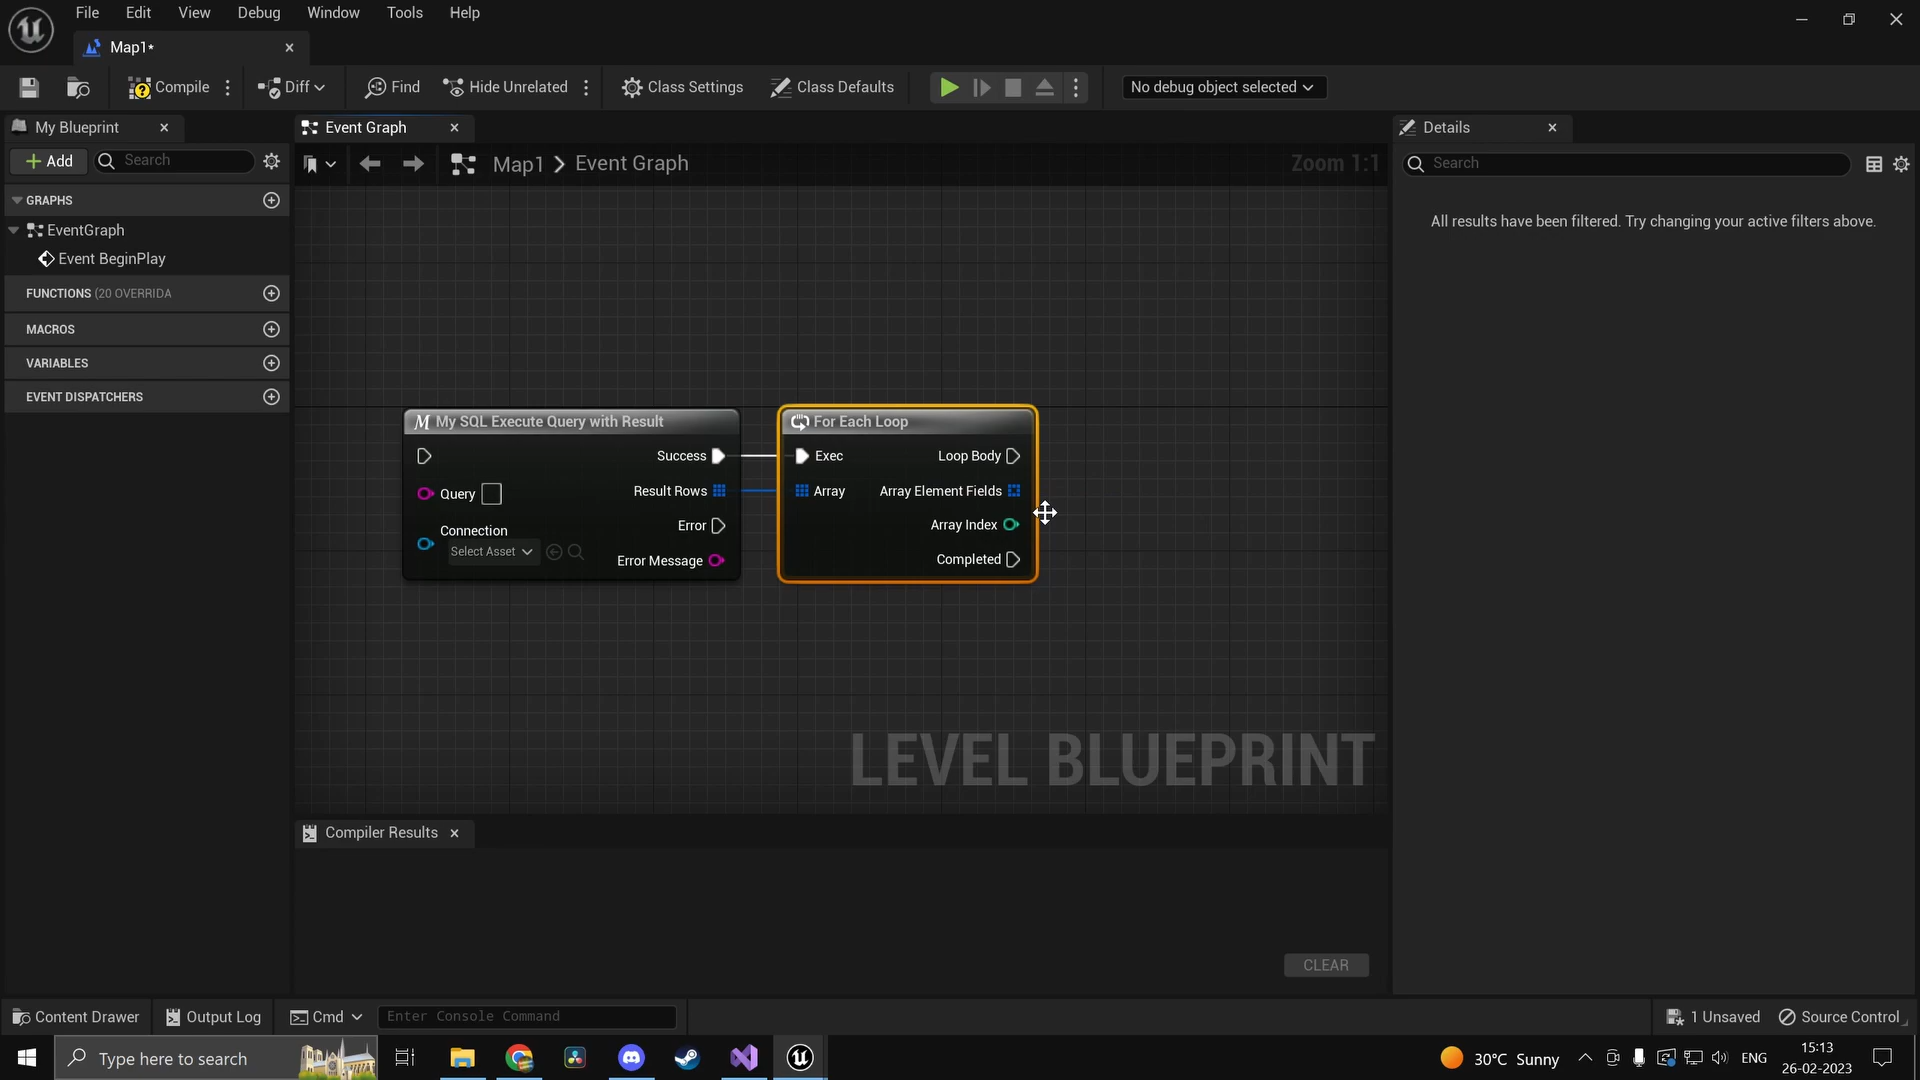 File Edit View Debug Window Tools Help
Map1*
Compile Diff Find Hide Unrelated Class Settings Class Defaults No debug object selected
My Blueprint Event Graph Details
Add Search Map1 > Event Graph Zoom 1:1 Search
GRAPHS
EventGraph
Event BeginPlay
FUNCTIONS (20 OVERRIDA
MACROS
VARIABLES
EVENT DISPATCHERS
All results have been filtered. Try changing your active filters above.
My SQL Execute Query with Result
Success
Query Result Rows
Connection Error
Select Asset
Error Message
For Each Loop
Exec Loop Body
Array Array Element Fields
Array Index
Completed
LEVEL BLUEPRINT
Compiler Results
CLEAR
Content Drawer Output Log Cmd Enter Console Command 1 Unsaved Source Control
Type here to search 30°C Sunny ENG 15:13
26-02-2023